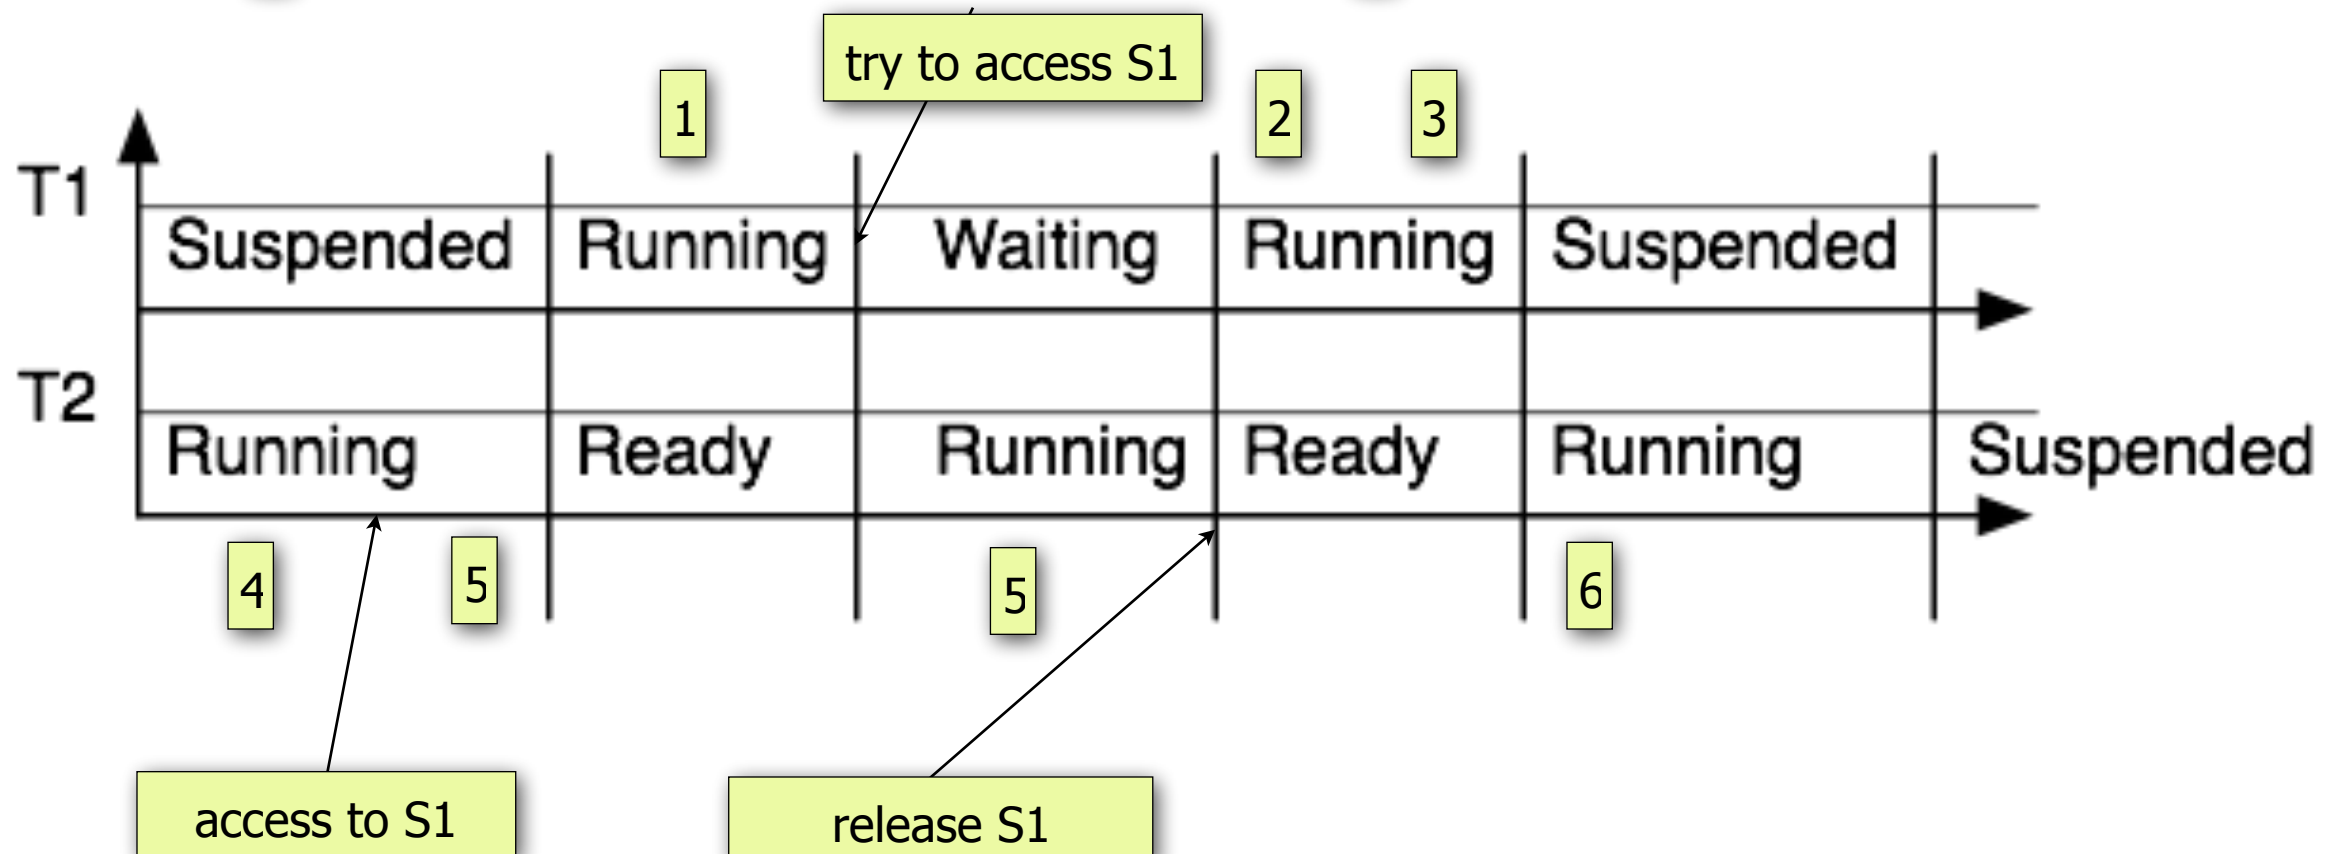 try to access S1
1
2
3
T1
Suspended Running Waiting Running Suspended
T2
Running Ready Running Ready Running Suspended
4
5
5
6
access to S1
release S1